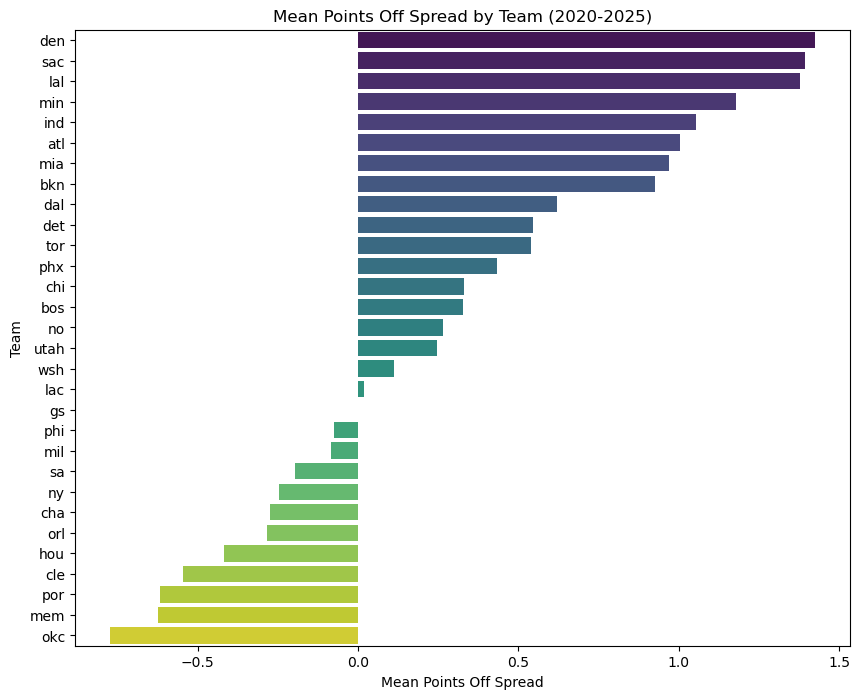 Mean Points Off Spread by Team (2020-2025)
den
sac
lal
min
ind
atl
mia
bkn
dal
det
tor
phx
chi
bos
no
utah
wsh
lac
gs
phi
mil
sa
ny
cha
orl
hou
cle
por
mem
okc
Team
−0.5 0.0 0.5 1.0 1.5
Mean Points Off Spread